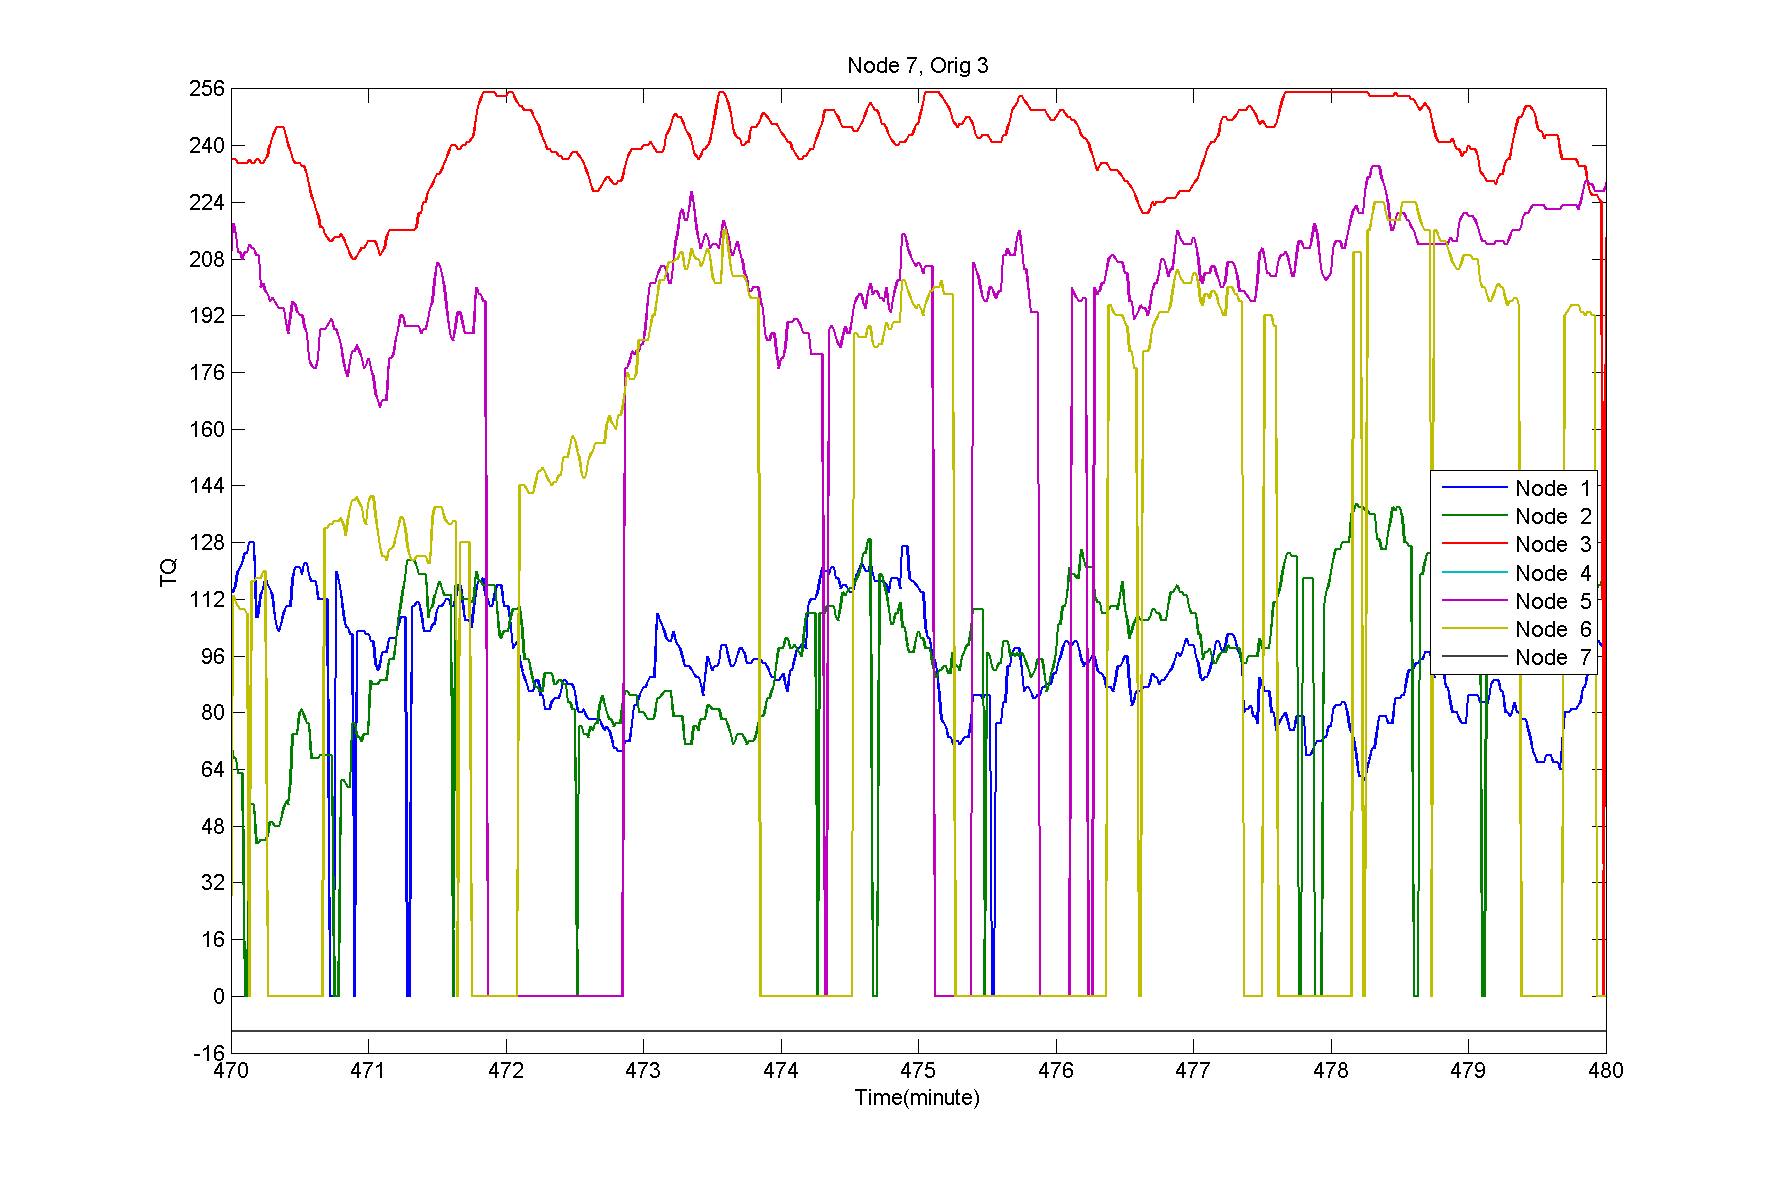 Node 7, Orig 3
256
240
224
208
192
176
160
144
128
112
96
80
64
48
32
16
0
-16
TQ
Node 1
Node 2
Node 3
Node 4
Node 5
Node 6
Node 7
470 471 472 473 474 475 476 477 478 479 480
Time(minute)